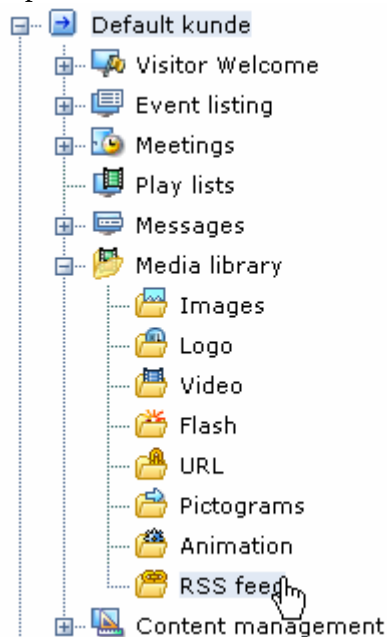 Default kunde
Visitor Welcome
Event listing
Meetings
Play lists
Messages
Media library
Images
Logo
Video
Flash
URL
Pictograms
Animation
RSS feed
Content management